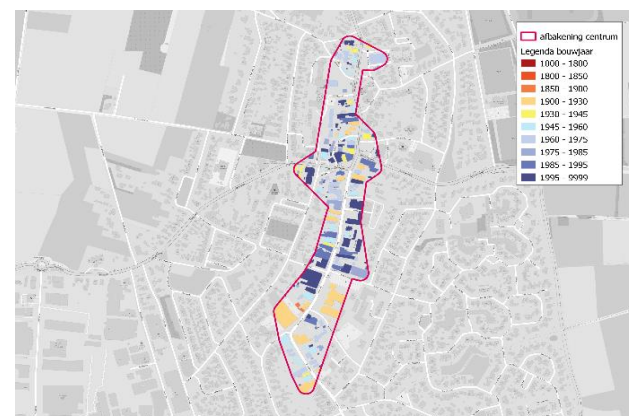 afbakening centrum
Legenda bouwjaar
1000 - 1800
1800 - 1850
1850 - 1900
1900 - 1930
1930 - 1945
1945 - 1960
1960 - 1975
1975 - 1985
1985 - 1995
1995 - 9999